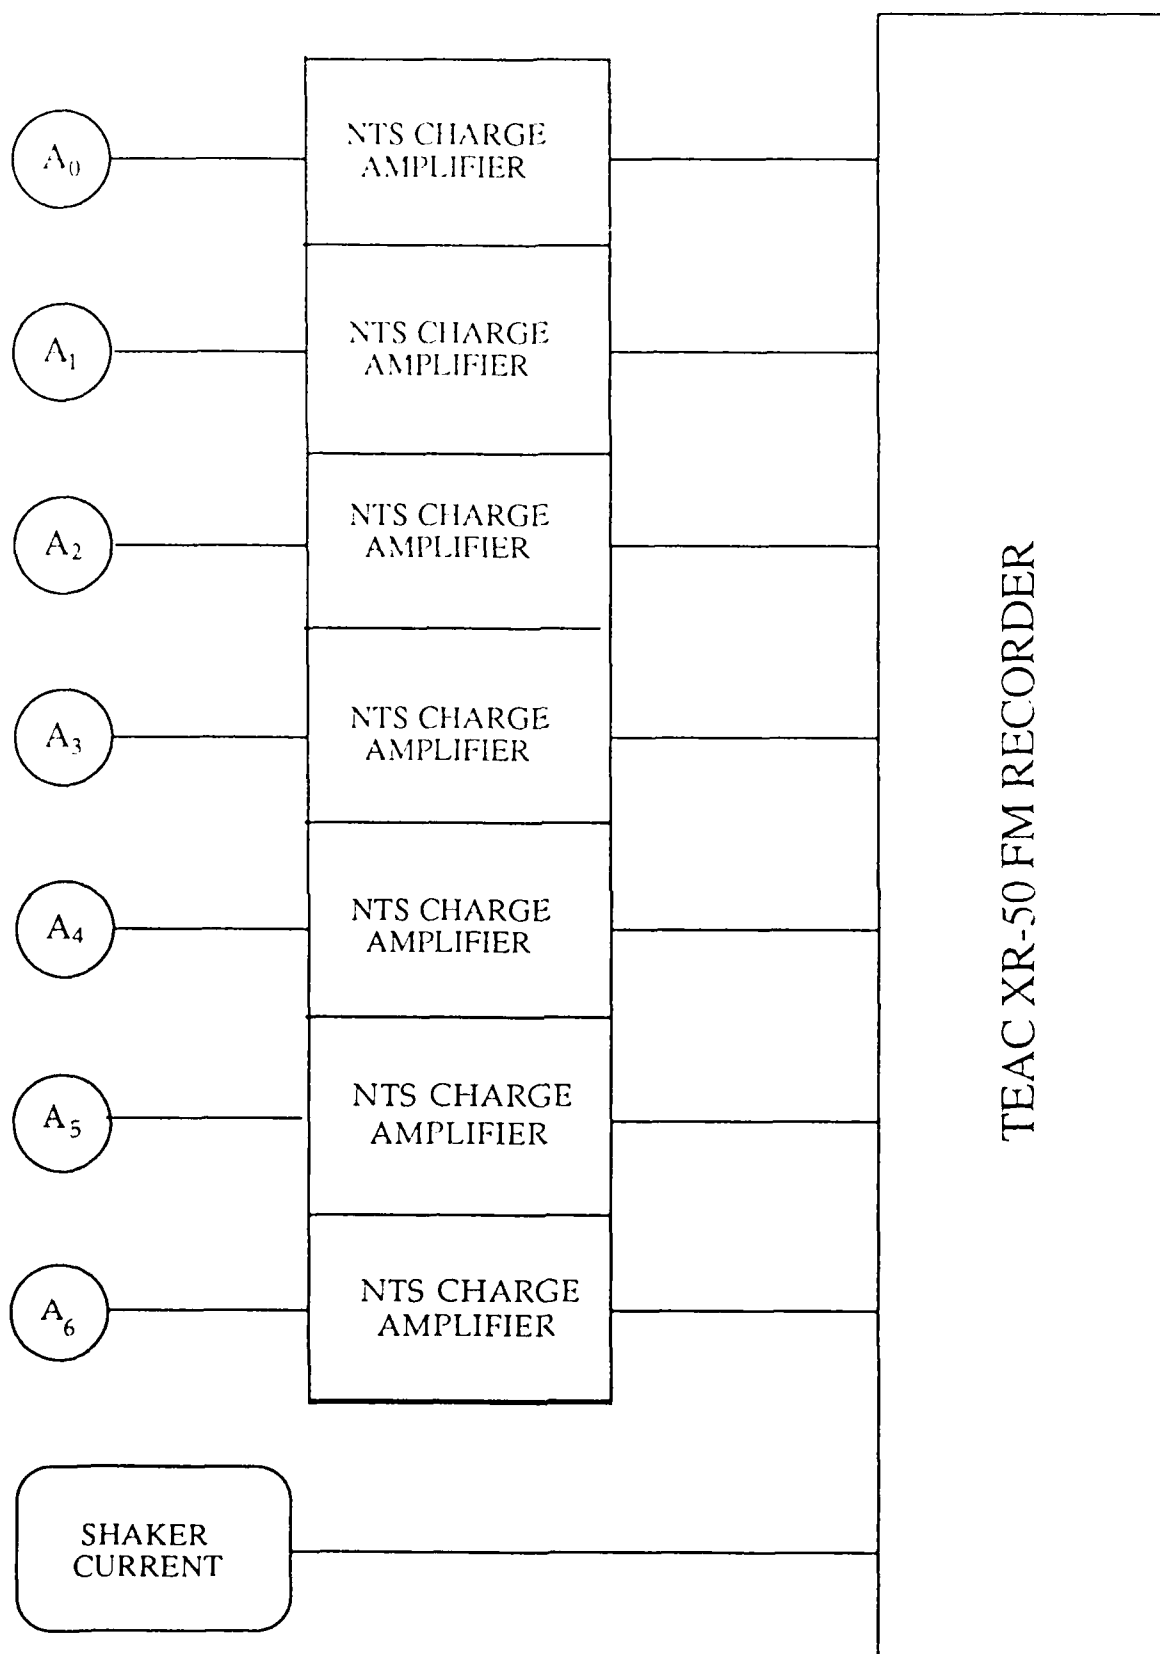 A0
NTS CHARGE
AMPLIFIER
A1
NTS CHARGE
AMPLIFIER
A2
NTS CHARGE
AMPLIFIER
A3
NTS CHARGE
AMPLIFIER
A4
NTS CHARGE
AMPLIFIER
A5
NTS CHARGE
AMPLIFIER
A6
NTS CHARGE
AMPLIFIER
SHAKER
CURRENT
TEAC XR-50 FM RECORDER